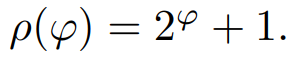 ρ(φ) = 2^φ + 1.